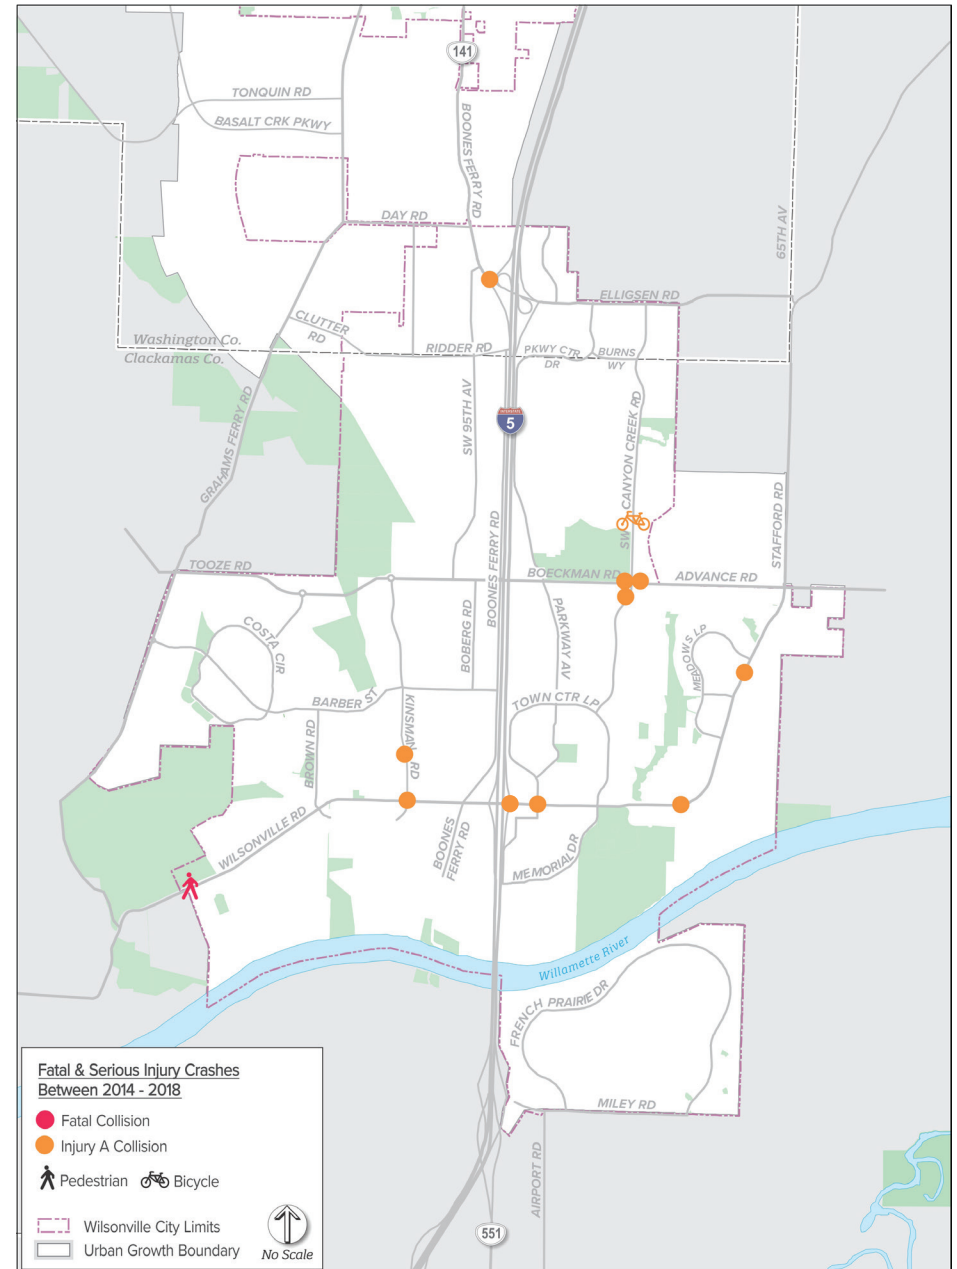 141
TONQUIN RD
BASALT CRK PKWY
BOONES FERRY RD
DAY RD
65TH AV
ELLIGSEN RD
CLUTTER
RD
Washington Co.
Clackamas Co.
RIDDER RD
PKWY CTR
DR
BURNS
WY
GRAHAMS FERRY RD
SW 95TH AV
INTERSTATE
5
SW CANYON CREEK RD
STAFFORD RD
BOONES FERRY RD
TOOZE RD
BOECKMAN RD
ADVANCE RD
COSTA CIR
BOBERG RD
PARKWAY AV
MEADOWS LP
BARBER ST
TOWN CTR LP
BROWN RD
KINSMAN RD
WILSONVILLE RD
BOONES
FERRY RD
MEMORIAL DR
Willamette River
FRENCH PRAIRIE DR
MILEY RD
AIRPORT RD
551
Fatal & Serious Injury Crashes
Between 2014 - 2018
Fatal Collision
Injury A Collision
Pedestrian
Bicycle
Wilsonville City Limits
Urban Growth Boundary
No Scale